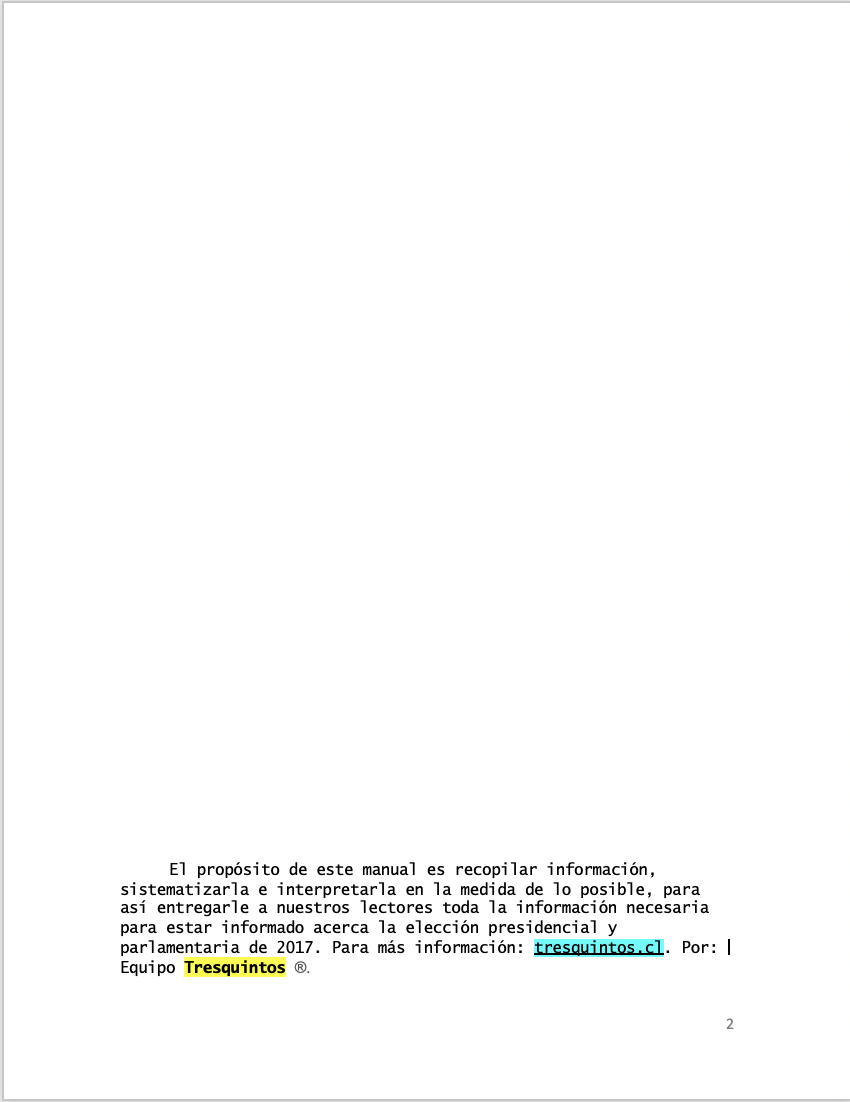 El propósito de este manual es recopilar información,
sistematizarla e interpretarla en la medida de lo posible, para
así entregarle a nuestros lectores toda la información necesaria
para estar informado acerca la elección presidencial y
parlamentaria de 2017. Para más información: tresquintos.cl. Por:
Equipo Tresquintos ®.
2